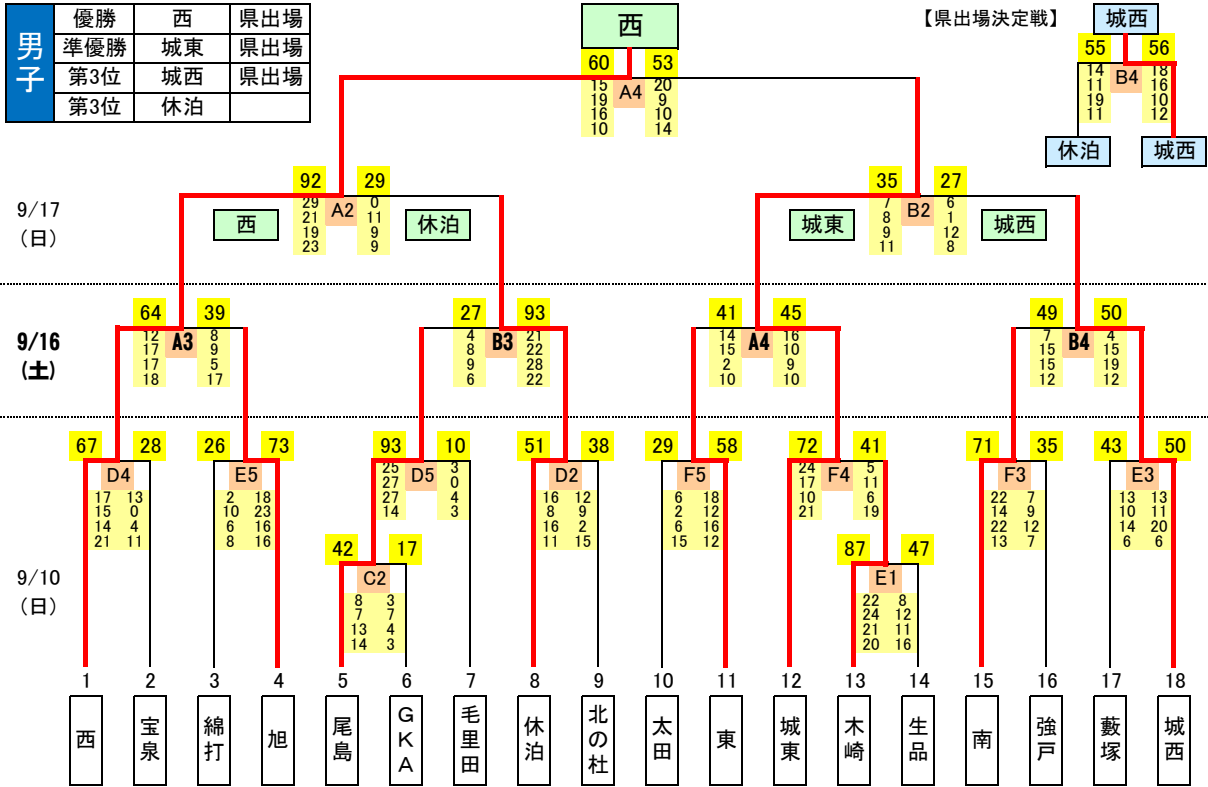 男子
優勝 西 県出場
準優勝 城東 県出場
第3位 城西 県出場
第3位 休泊
西
60 53
A4
15 20
19 9
16 10
10 14
【県出場決定戦】
城西
55 56
B4
14 18
11 16
19 10
11 12
休泊 城西
9/17
（日）
92 29
A2
29 0
21 11
19 9
23 9
西 休泊
35 27
B2
7 6
8 1
9 12
11 8
城東 城西
9/16
(土)
64 39
A3
12 8
17 9
17 5
18 17
27 93
B3
4 21
8 22
9 28
6 22
41 45
A4
14 16
15 10
2 9
10 10
49 50
B4
7 4
15 15
15 19
12 12
67 28
D4
17 13
15 0
14 4
21 11
26 73
E5
2 18
10 23
6 16
8 16
93 10
D5
25 3
27 0
27 4
14 3
51 38
D2
16 12
8 9
16 2
11 15
29 58
F5
6 18
2 12
6 16
15 12
72 41
F4
24 5
17 11
10 6
21 19
71 35
F3
22 7
14 9
22 12
13 7
43 50
E3
13 13
10 11
14 20
6 6
9/10
（日）
42 17
C2
8 3
7 7
13 4
14 3
87 47
E1
22 8
24 12
21 11
20 16
1 2 3 4 5 6 7 8 9 10 11 12 13 14 15 16 17 18
西
宝泉
綿打
旭
尾島
GKA
毛里田
休泊
北の杜
太田
東
城東
木崎
生品
南
強戸
藪塚
城西